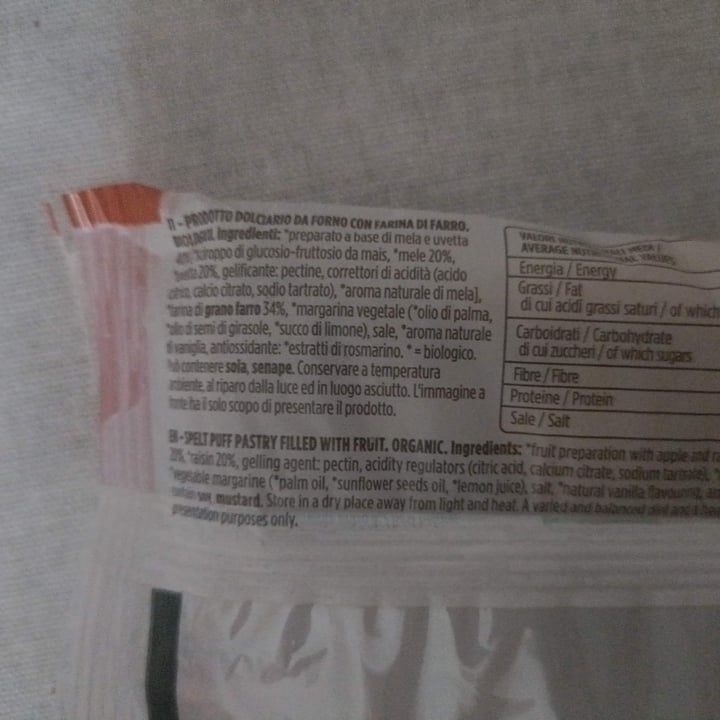 IT - PRODOTTO DOLCIARIO DA FORNO CON FARINA DI FARRO.
BIOLOGICO. Ingredienti: *preparato a base di mela e uvetta
*sciroppo di glucosio-fruttosio da mais, *mele 20%,
20%, gelificante: pectine, correttori di acidità (acido
citrico, calcio citrato, sodio tartrato), *aroma naturale di mela],
*farina di grano farro 34%, *margarina vegetale (*olio di palma,
*olio di semi di girasole, *succo di limone), sale, *aroma naturale
di vaniglia, antiossidante: *estratti di rosmarino. * = biologico.
Può contenere soia, senape. Conservare a temperatura
ambiente, al riparo dalla luce ed in luogo asciutto. L'immagine a
fronte ha il solo scopo di presentare il prodotto.
EN - SPELT PUFF PASTRY FILLED WITH FRUIT. ORGANIC. Ingredients: *fruit preparation with apple and
20%, *raisin 20%, gelling agent: pectin, acidity regulators (citric acid, calcium citrate, sodium tartrate),
*vegetable margarine (*palm oil, *sunflower seeds oil, *lemon juice), salt, *natural vanilla flavouring,
contain soy, mustard. Store in a dry place away from light and heat. A varied and balanced diet and a
presentation purposes only.
VALORI
AVERAGE VALUES
Energia / Energy
Grassi / Fat
di cui acidi grassi saturi / of which
Carboidrati / Carbohydrate
di cui zuccheri / of which sugars
Fibre / Fibre
Proteine / Protein
Sale / Salt